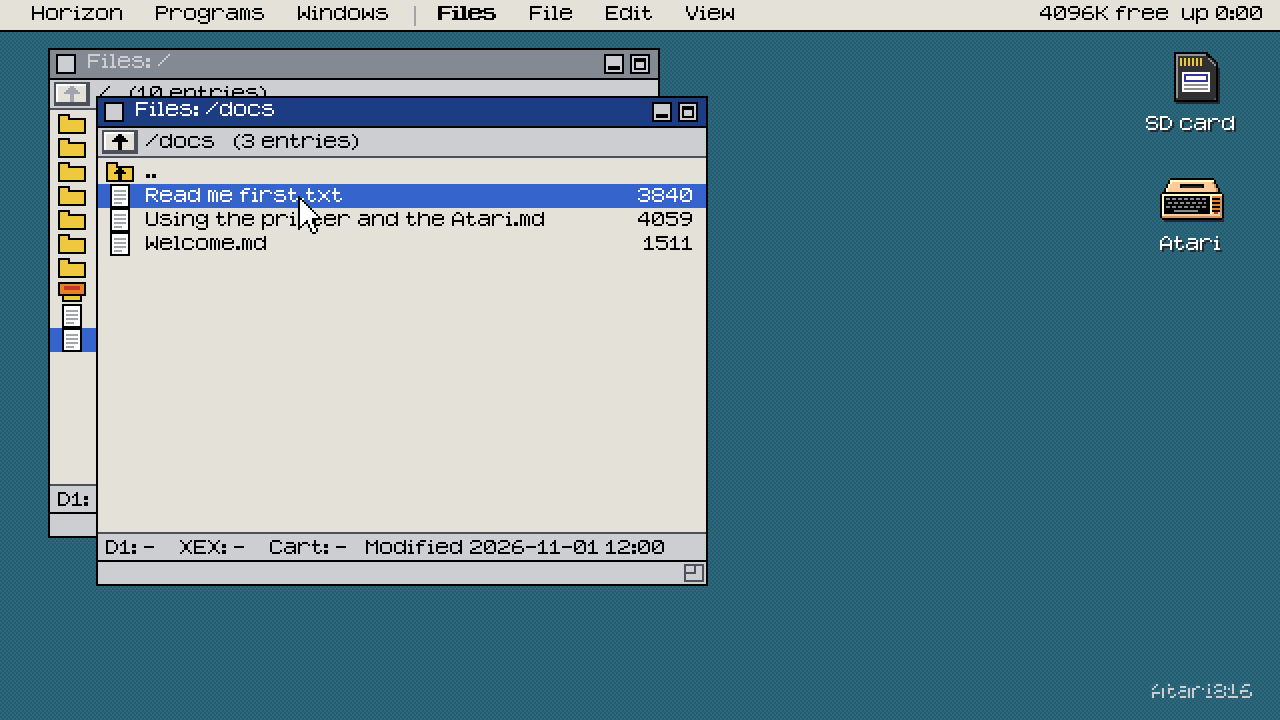 Horizon Programs Windows | Files File Edit View 4096K free up 0:00
Files: /
/ (10 entries)
Files: /docs
/docs (3 entries)
..
Read me first.txt 3840
Using the and the Atari.md 4059
Welcome.md 1511
D1:
D1: - XEX: - Cart: - Modified 2026-11-01 12:00
SD card
Atari
Atari816